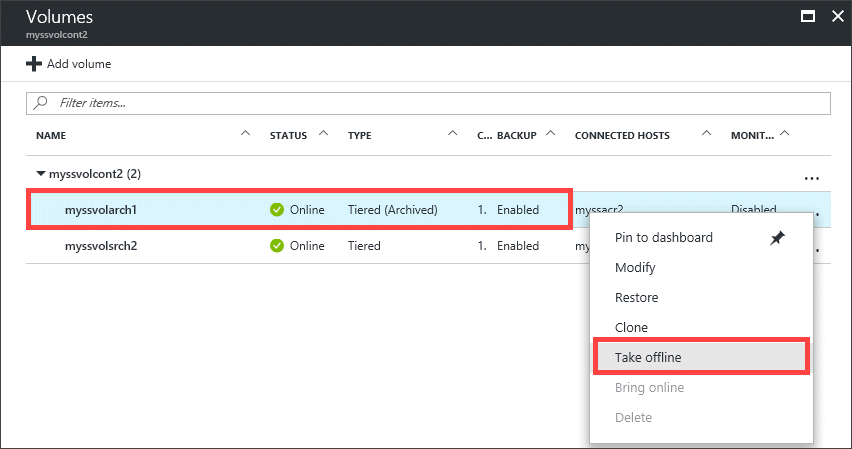 Volumes
myssvolcont2
Add volume
Filter items...
NAME STATUS TYPE C... BACKUP CONNECTED HOSTS MONIT...
myssvolcont2 (2) ...
myssvolarch1 Online Tiered (Archived) 1. Enabled myssacr2 Disabled
myssvolsrch2 Online Tiered 1. Enabled my
Pin to dashboard
Modify
Restore
Clone
Take offline
Bring online
Delete